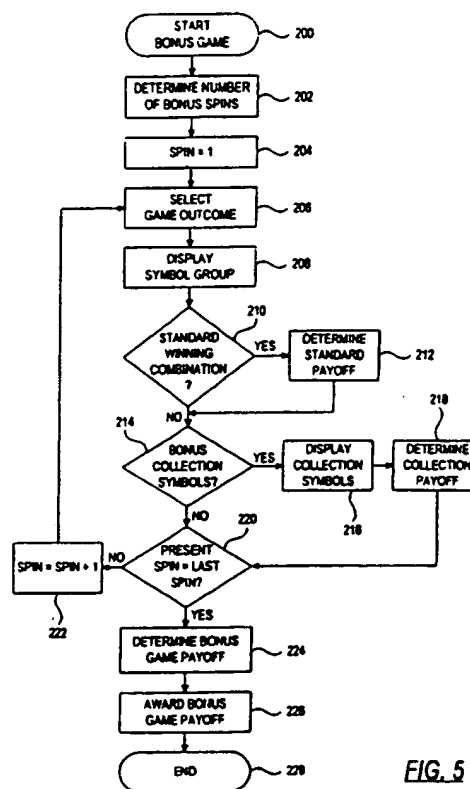 START
BONUS GAME
200
DETERMINE NUMBER
OF BONUS SPINS
202
SPIN = 1
204
SELECT
GAME OUTCOME
206
DISPLAY
SYMBOL GROUP
208
210
STANDARD
WINNING
COMBINATION
?
YES
DETERMINE
STANDARD
PAYOFF
212
NO
214
BONUS
COLLECTION
SYMBOLS?
YES
DISPLAY
COLLECTION
SYMBOLS
216
218
DETERMINE
COLLECTION
PAYOFF
NO
220
PRESENT
SPIN = LAST
SPIN?
NO
SPIN = SPIN + 1
222
YES
DETERMINE BONUS
GAME PAYOFF
224
AWARD BONUS
GAME PAYOFF
226
END
228
FIG. 5